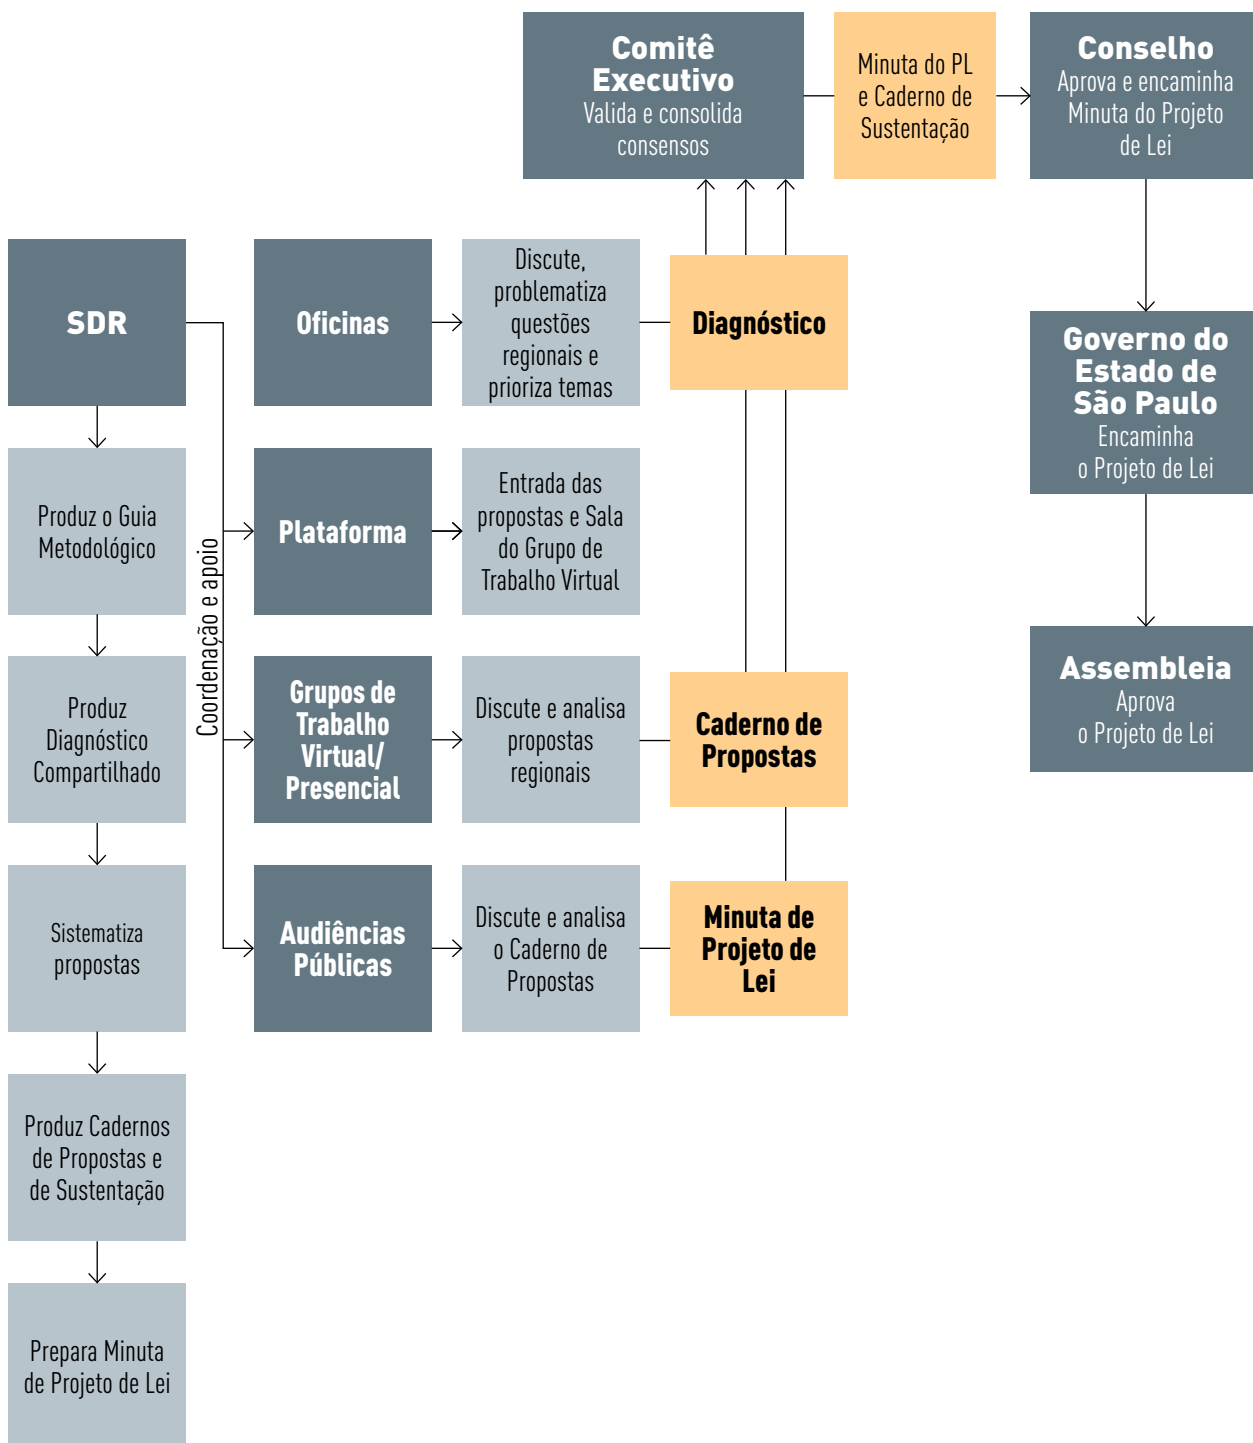 Comitê
Executivo
Valida e consolida
consensos
Minuta do PL
e Caderno de
Sustentação
Conselho
Aprova e encaminha
Minuta do Projeto
de Lei
SDR
Oficinas
Discute,
problematiza
questões
regionais e
prioriza temas
Diagnóstico
Governo do
Estado de
São Paulo
Encaminha
o Projeto de Lei
Produz o Guia
Metodológico
Coordenação e apoio
Plataforma
Entrada das
propostas e Sala
do Grupo de
Trabalho Virtual
Produz
Diagnóstico
Compartilhado
Grupos de
Trabalho
Virtual/
Presencial
Discute e analisa
propostas
regionais
Caderno de
Propostas
Assembleia
Aprova
o Projeto de Lei
Sistematiza
propostas
Audiências
Públicas
Discute e analisa
o Caderno de
Propostas
Minuta de
Projeto de
Lei
Produz Cadernos
de Propostas e
de Sustentação
Prepara Minuta
de Projeto de Lei